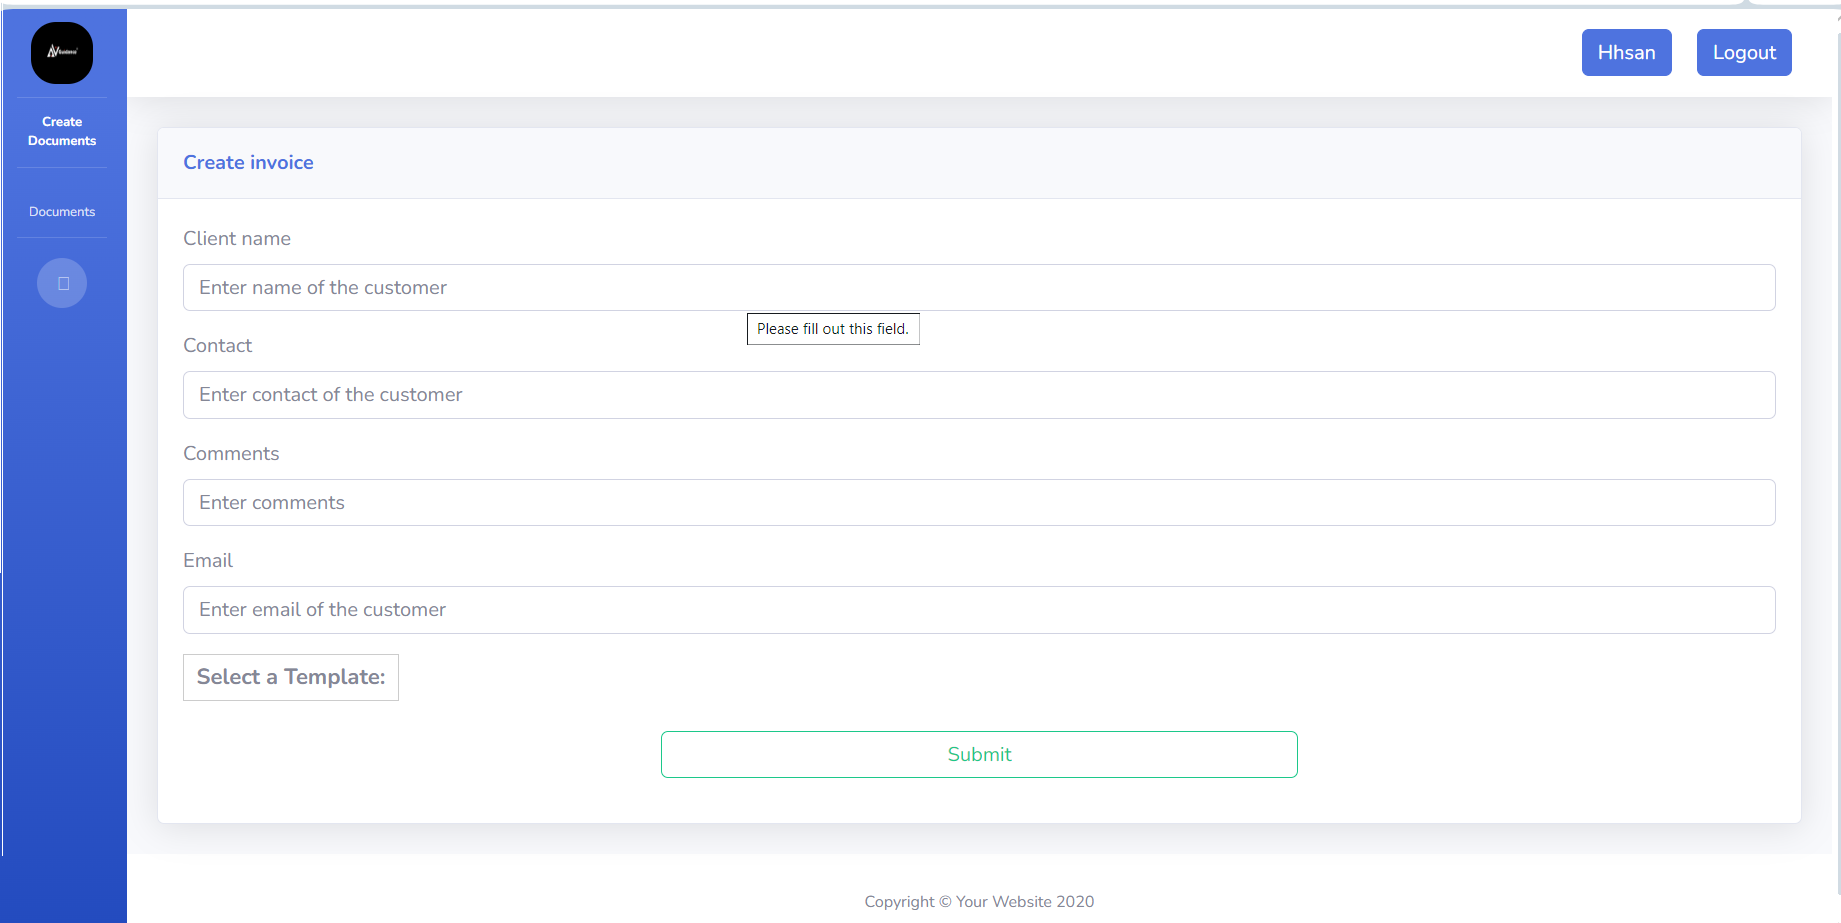 Hhsan
Logout
Create
Documents
Documents
Create invoice
Client name
Enter name of the customer
Please fill out this field.
Contact
Enter contact of the customer
Comments
Enter comments
Email
Enter email of the customer
Select a Template:
Submit
Copyright © Your Website 2020